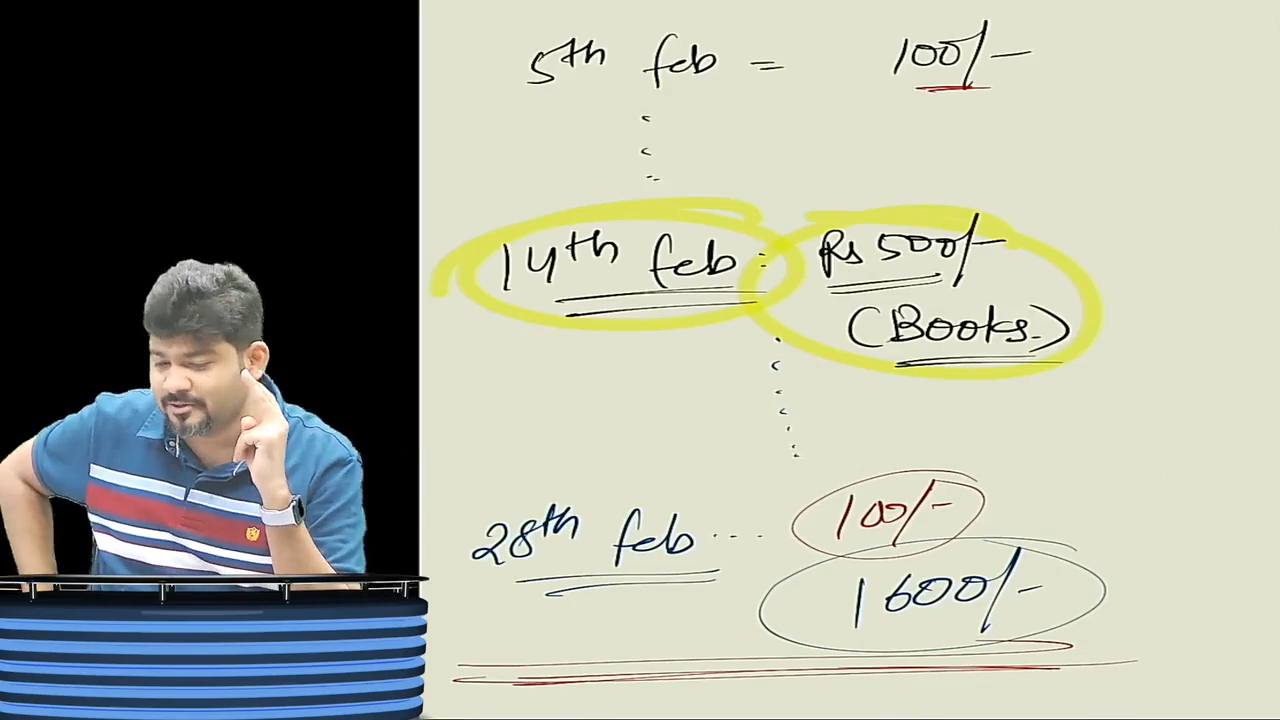 5th feb = 100/-
14th feb : Rs 500/-
(Books.)
28th feb ... 100/-
1600/-